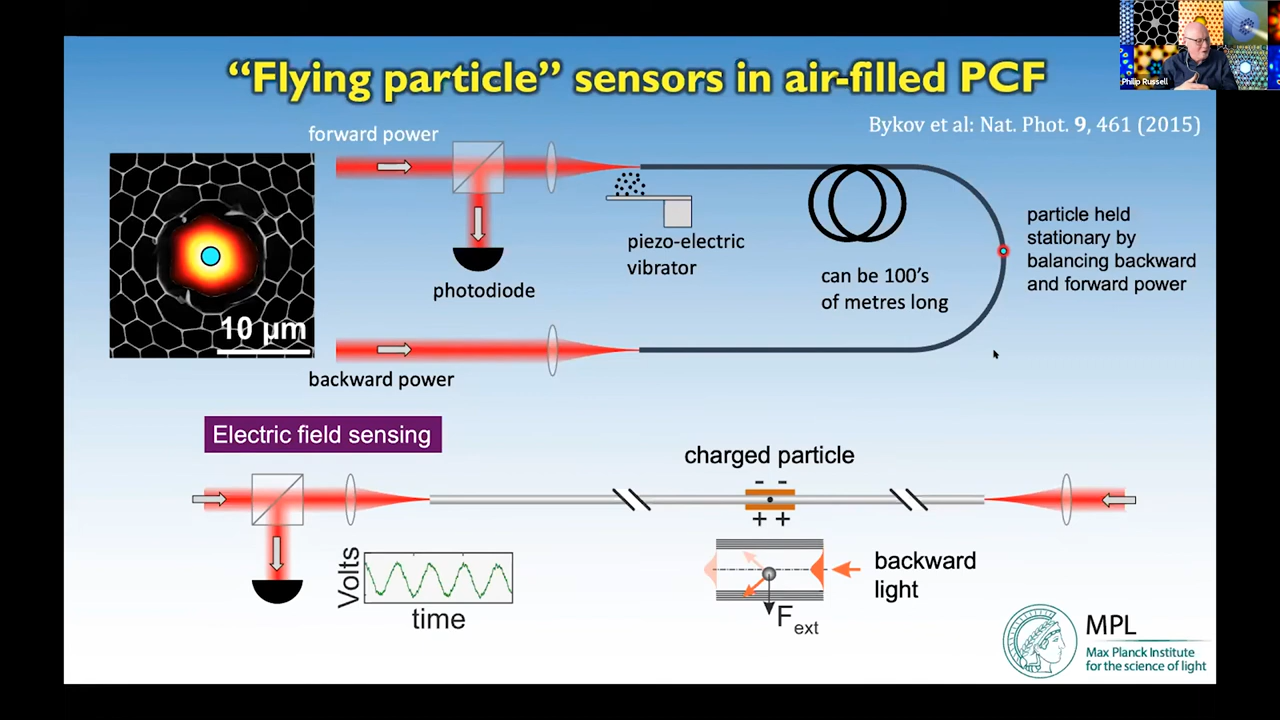 Philip Russell
“Flying particle” sensors in air-filled PCF
Bykov et al: Nat. Phot. 9, 461 (2015)
forward power
10 μm
photodiode
piezo-electric
vibrator
can be 100’s
of metres long
particle held
stationary by
balancing backward
and forward power
backward power
Electric field sensing
charged particle
- -
+ +
Volts
time
backward
light
Fext
MPL
Max Planck Institute
for the science of light